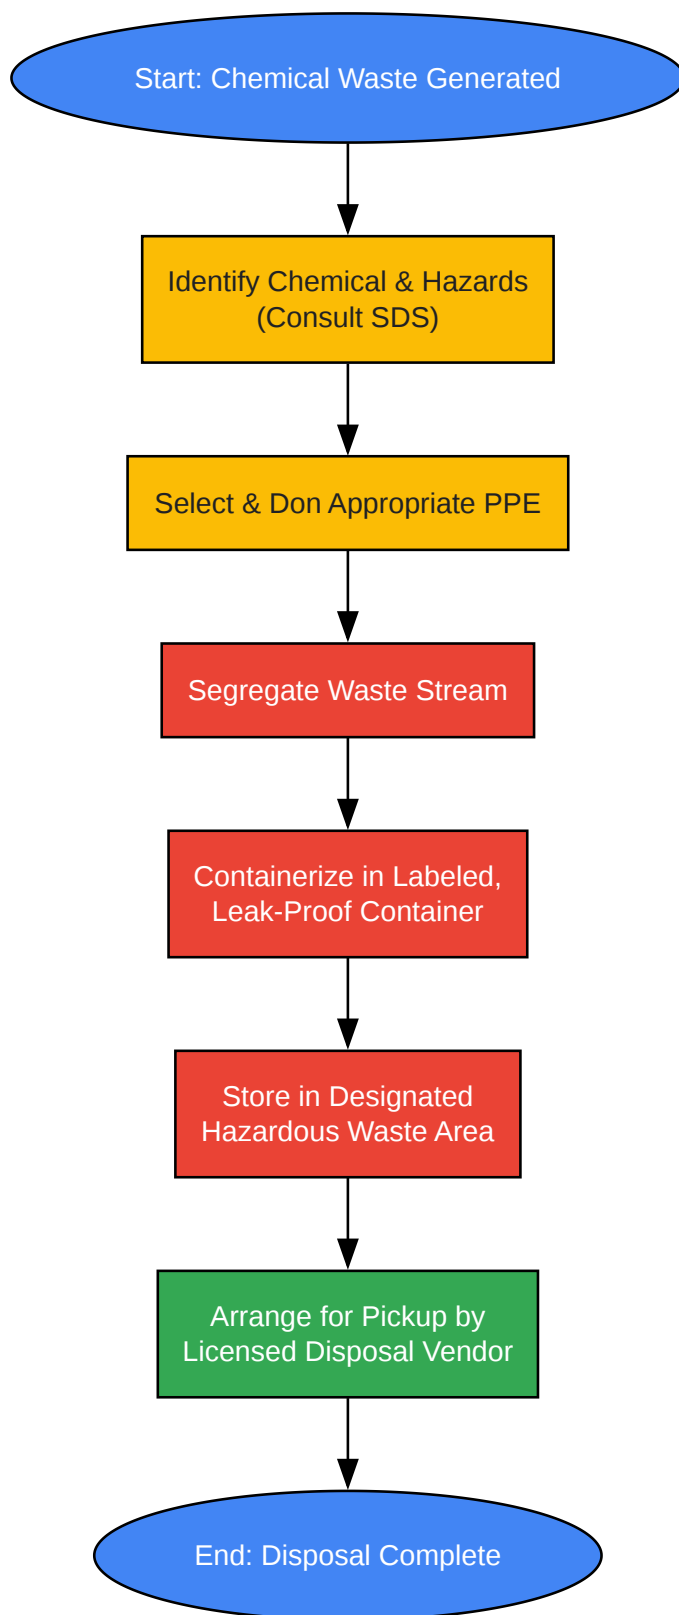 Start: Chemical Waste Generated
Identify Chemical & Hazards
(Consult SDS)
Select & Don Appropriate PPE
Segregate Waste Stream
Containerize in Labeled,
Leak-Proof Container
Store in Designated
Hazardous Waste Area
Arrange for Pickup by
Licensed Disposal Vendor
End: Disposal Complete